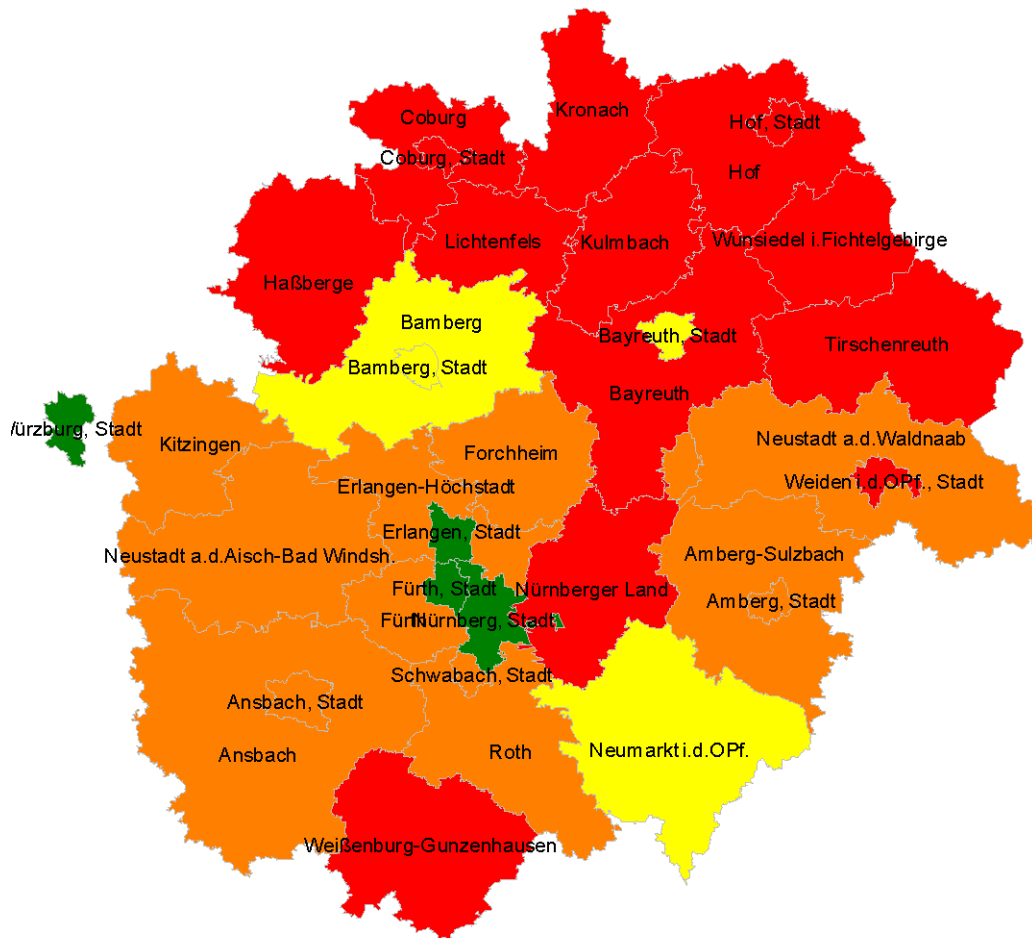 Kronach
Coburg
Hof, Stadt
Coburg, Stadt
Hof
Lichtenfels
Kulmbach
Wunsiedel i.Fichtelgebirge
Haßberge
Bamberg
Bayreuth, Stadt
Tirschenreuth
Bamberg, Stadt
Bayreuth
/ürzburg, Stadt
Kitzingen
Forchheim
Neustadt a.d.Waldnaab
Erlangen-Höchstadt
Weiden i.d.OPf., Stadt
Erlangen, Stadt
Neustadt a.d.Aisch-Bad Windsh.
Amberg-Sulzbach
Fürth, Stadt
Nürnberger Land
Amberg, Stadt
Fürth
Nürnberg, Stadt
Schwabach, Stadt
Ansbach, Stadt
Ansbach
Roth
Neumarkt i.d.OPf.
Weißenburg-Gunzenhausen